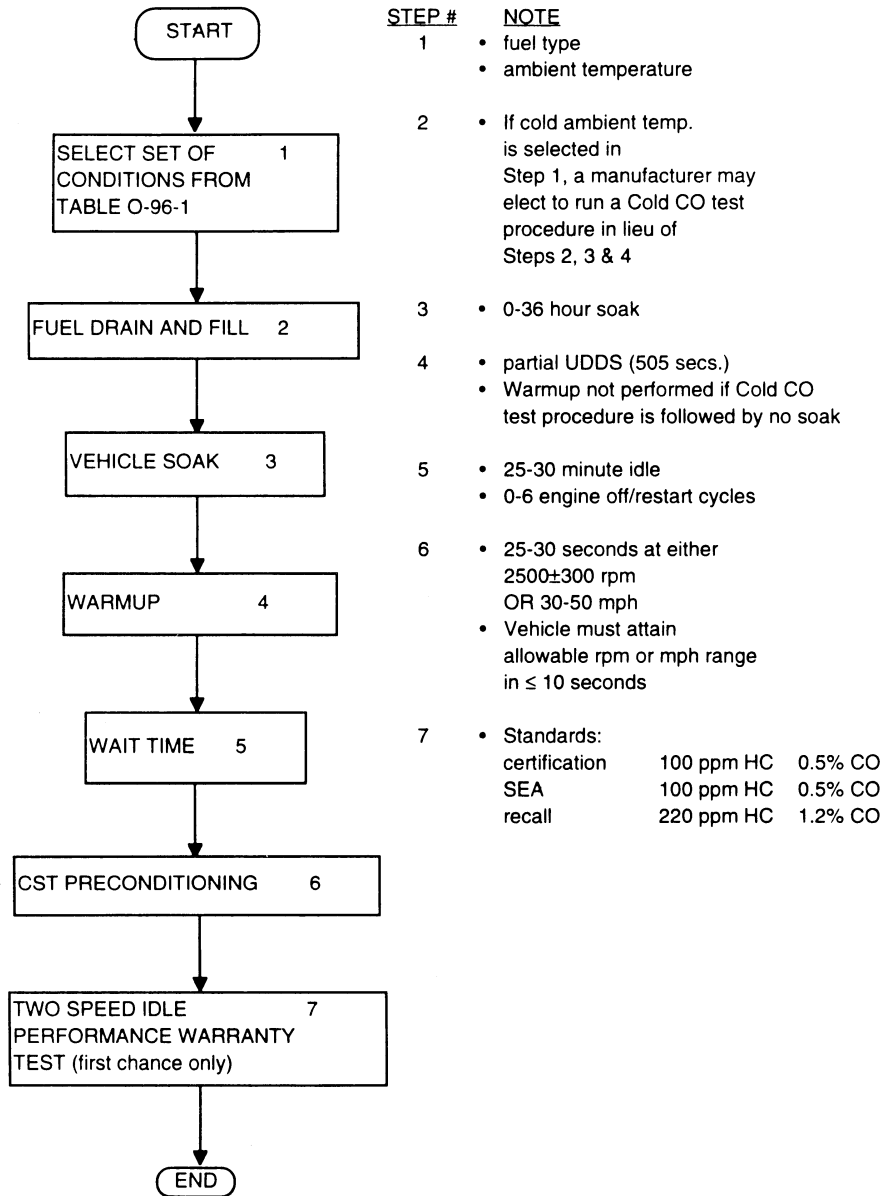 START
SELECT SET OF 1
CONDITIONS FROM
TABLE O-96-1
FUEL DRAIN AND FILL 2
VEHICLE SOAK 3
WARMUP 4
WAIT TIME 5
CST PRECONDITIONING 6
TWO SPEED IDLE 7
PERFORMANCE WARRANTY
TEST (first chance only)
END
STEP # NOTE
1 • fuel type
• ambient temperature
2 • If cold ambient temp.
is selected in
Step 1, a manufacturer may
elect to run a Cold CO test
procedure in lieu of
Steps 2, 3 & 4
3 • 0-36 hour soak
4 • partial UDDS (505 secs.)
• Warmup not performed if Cold CO
test procedure is followed by no soak
5 • 25-30 minute idle
• 0-6 engine off/restart cycles
6 • 25-30 seconds at either
2500±300 rpm
OR 30-50 mph
• Vehicle must attain
allowable rpm or mph range
in ≤ 10 seconds
7 • Standards:
certification 100 ppm HC 0.5% CO
SEA 100 ppm HC 0.5% CO
recall 220 ppm HC 1.2% CO